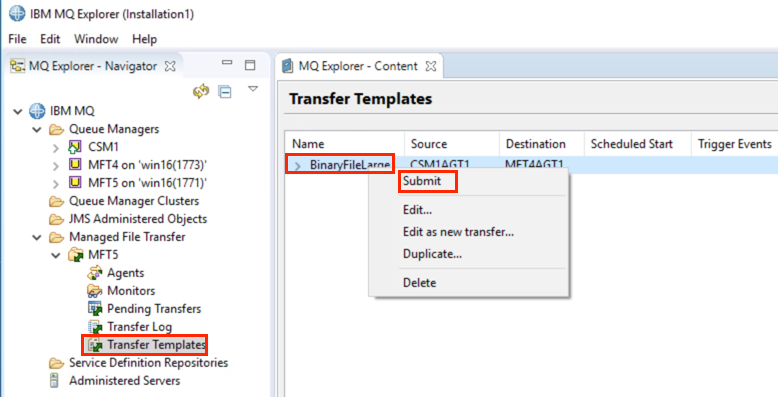 IBM MQ Explorer (Installation1)
File Edit Window Help
MQ Explorer - Navigator
IBM MQ
Queue Managers
CSM1
MFT4 on 'win16(1773)'
MFT5 on 'win16(1771)'
Queue Manager Clusters
JMS Administered Objects
Managed File Transfer
MFT5
Agents
Monitors
Pending Transfers
Transfer Log
Transfer Templates
Service Definition Repositories
Administered Servers
MQ Explorer - Content
Transfer Templates
Name Source Destination Scheduled Start Trigger Events
BinaryFileLarge CSM1AGT1 MFT4AGT1
Submit
Edit...
Edit as new transfer...
Duplicate...
Delete